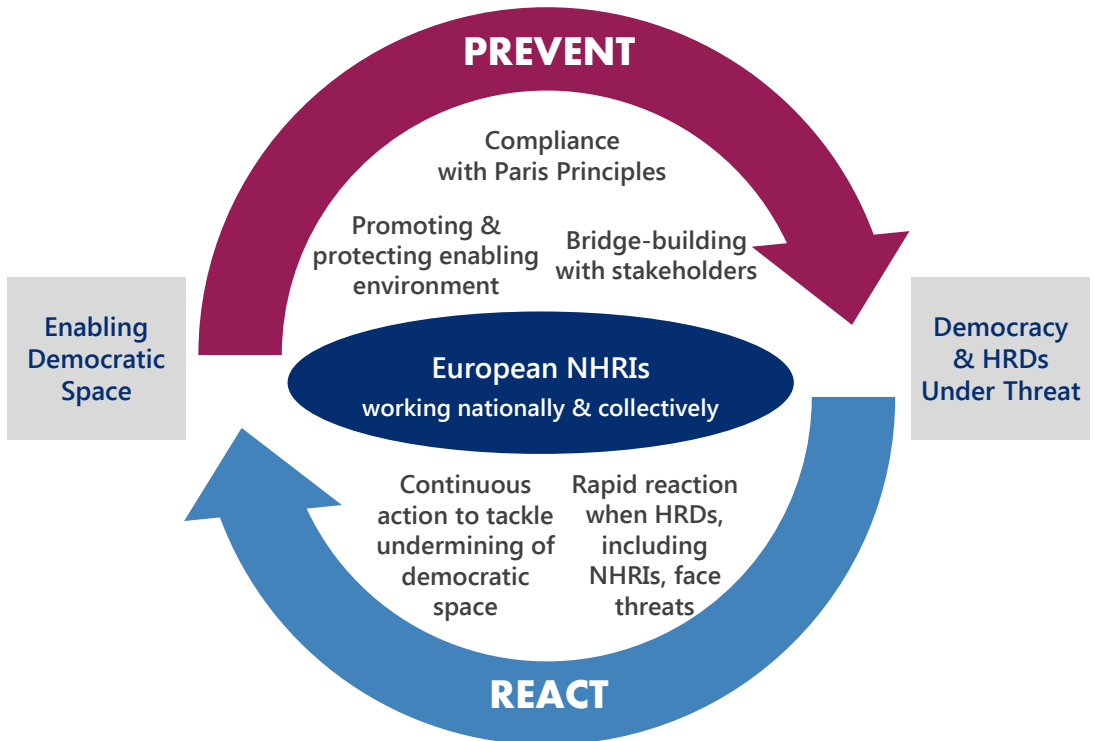 PREVENT
Compliance
with Paris Principles
Promoting &
protecting enabling
environment
Bridge-building
with stakeholders
Enabling
Democratic
Space
European NHRIs
working nationally & collectively
Democracy
& HRDs
Under Threat
Continuous
action to tackle
undermining of
democratic
space
Rapid reaction
when HRDs,
including
NHRIs, face
threats
REACT